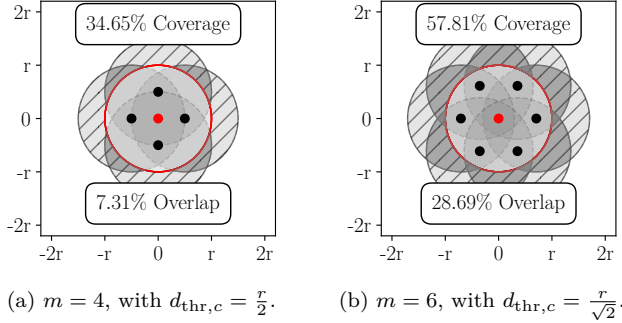 34.65% Coverage
7.31% Overlap
2r
r
0
-r
-2r
-2r
0
r
2r
(a) m = 4, with d_thr,c = r/2.
57.81% Coverage
28.69% Overlap
2r
r
0
-r
-2r
-2r
-r
0
r
2r
(b) m = 6, with d_thr,c = r/√2.